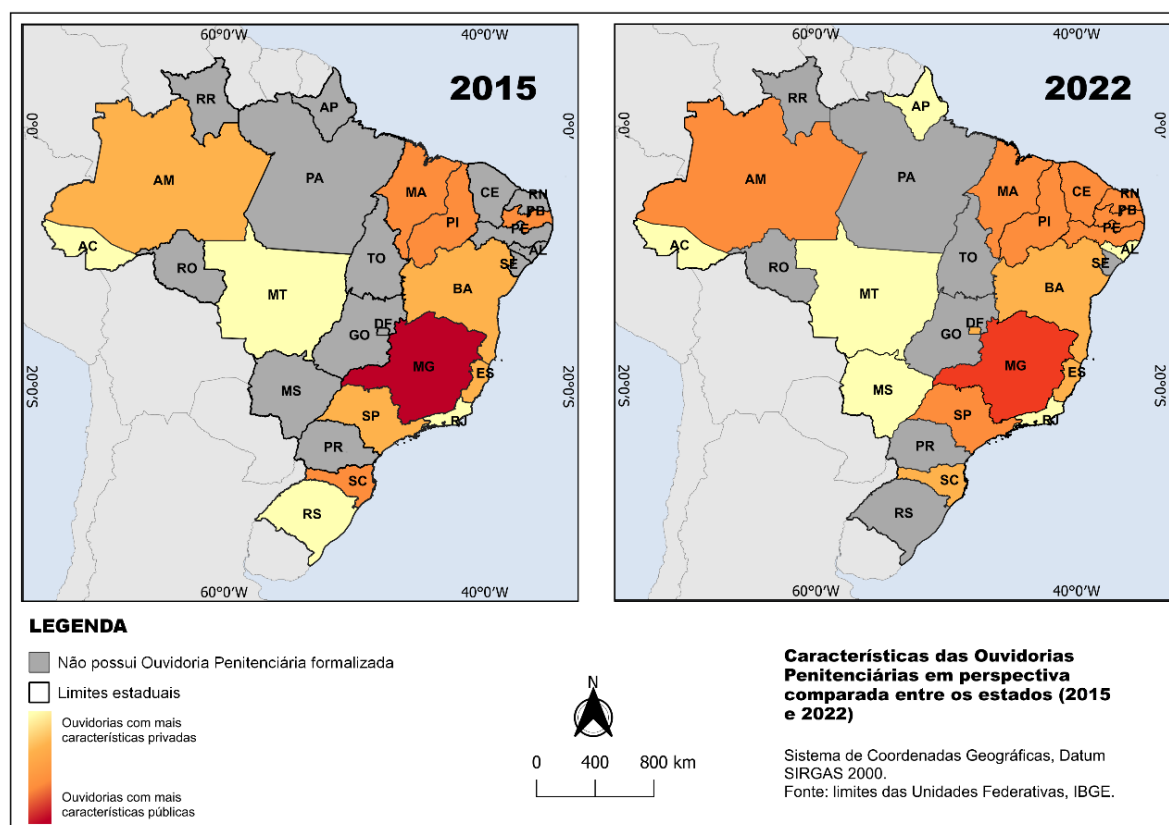 60°0'W 40°0'W
2015
0°0'
20°0'S
RR
AP
AM
PA
MA
CE
RN
PB
PI
PE
AC
AL
TO
SE
RO
BA
MT
DF
GO
MG
ES
MS
SP
RJ
PR
SC
RS
60°0'W 40°0'W
60°0'W 40°0'W
2022
0°0'
20°0'S
RR
AP
AM
PA
MA
CE
RN
PB
PI
PE
AC
AL
TO
SE
RO
BA
MT
DF
GO
MG
ES
MS
SP
RJ
PR
SC
RS
60°0'W 40°0'W
LEGENDA
Não possui Ouvidoria Penitenciária formalizada
Limites estaduais
Ouvidorias com mais
características privadas
Ouvidorias com mais
características públicas
N
0 400 800 km
Características das Ouvidorias
Penitenciárias em perspectiva
comparada entre os estados (2015
e 2022)
Sistema de Coordenadas Geográficas, Datum
SIRGAS 2000.
Fonte: limites das Unidades Federativas, IBGE.